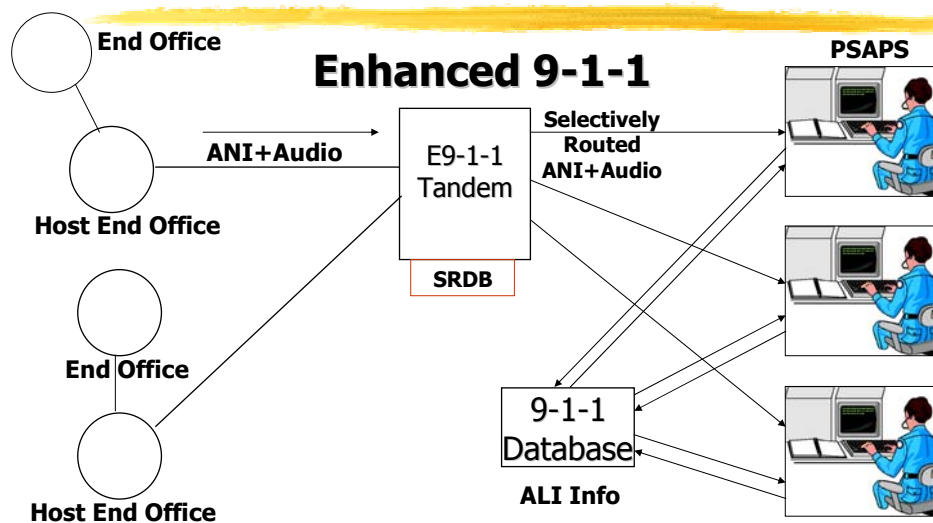 End Office
Enhanced 9-1-1
PSAPS
ANI+Audio
Host End Office
E9-1-1
Tandem
SRDB
Selectively
Routed
ANI+Audio
End Office
Host End Office
9-1-1
Database
ALI Info